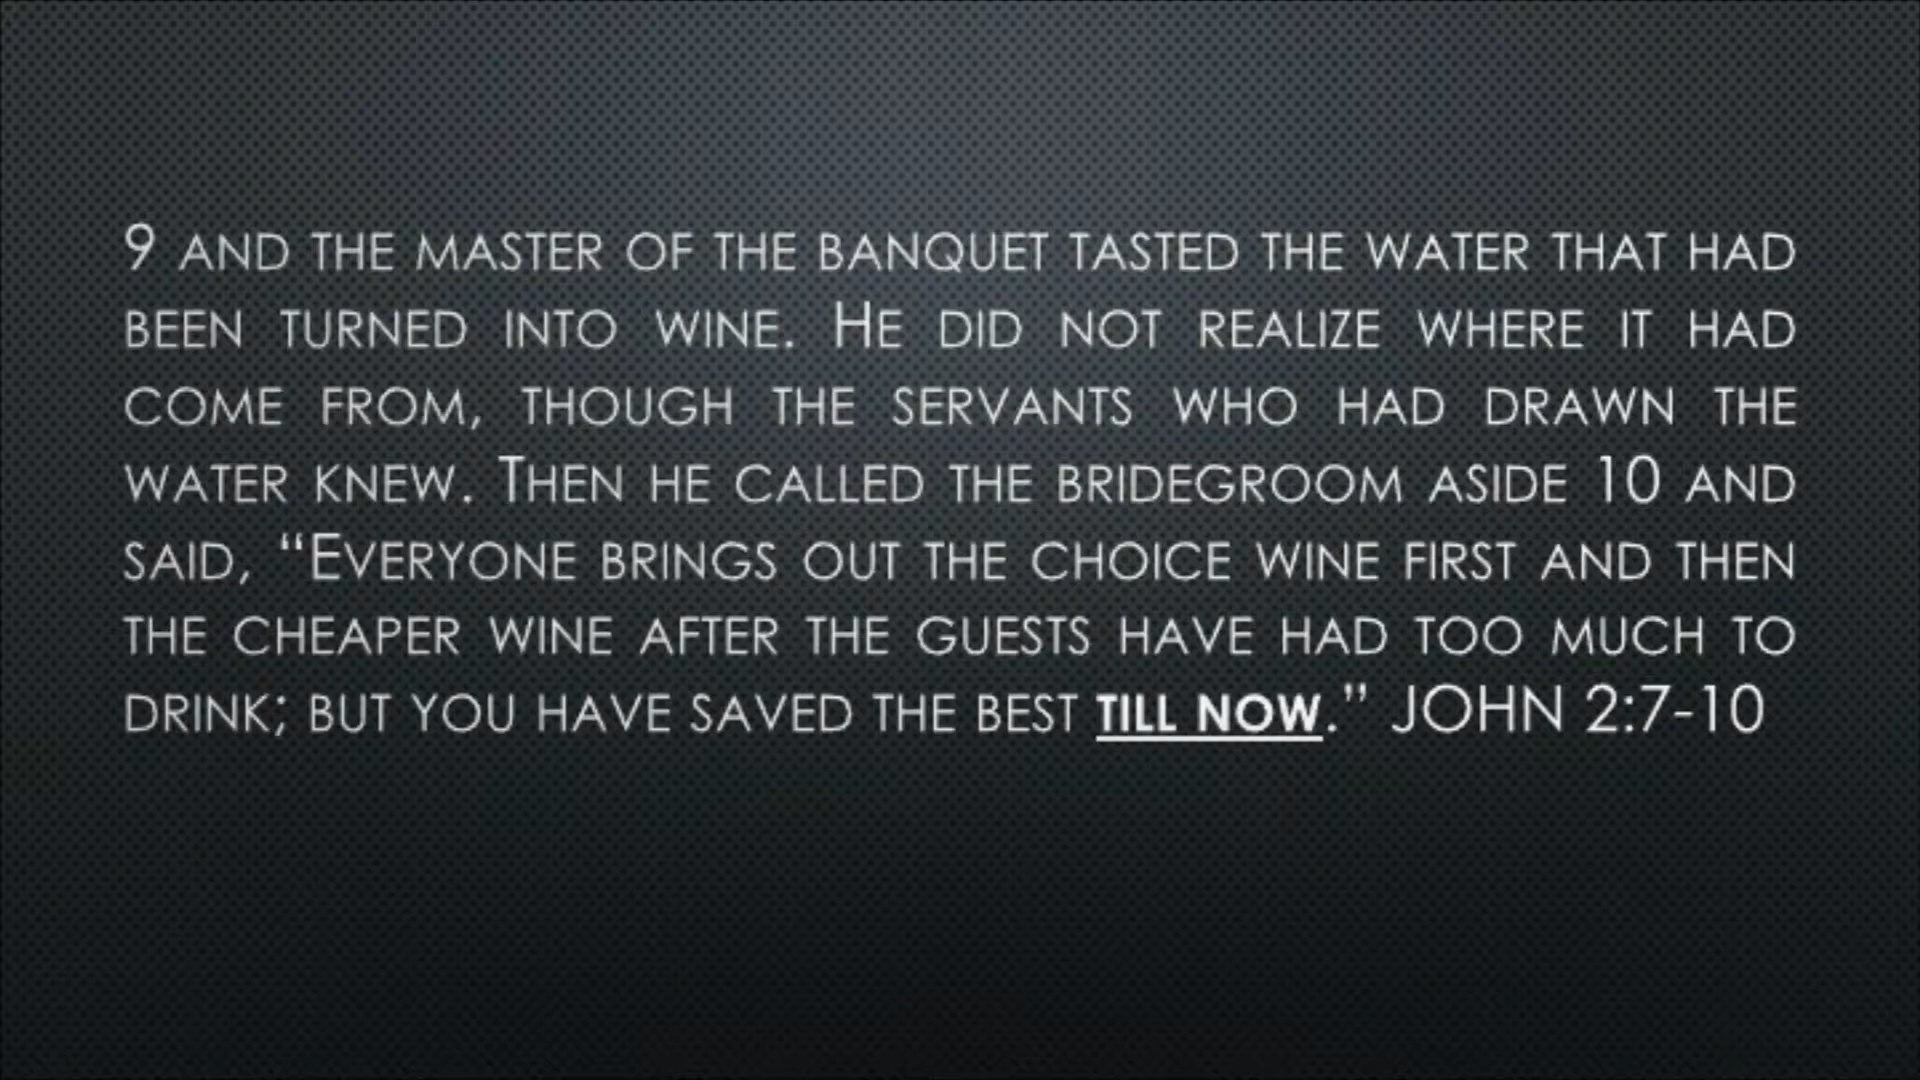 9 AND THE MASTER OF THE BANQUET TASTED THE WATER THAT HAD
BEEN TURNED INTO WINE. HE DID NOT REALIZE WHERE IT HAD
COME FROM, THOUGH THE SERVANTS WHO HAD DRAWN THE
WATER KNEW. THEN HE CALLED THE BRIDEGROOM ASIDE 10 AND
SAID, “EVERYONE BRINGS OUT THE CHOICE WINE FIRST AND THEN
THE CHEAPER WINE AFTER THE GUESTS HAVE HAD TOO MUCH TO
DRINK; BUT YOU HAVE SAVED THE BEST TILL NOW.” JOHN 2:7-10